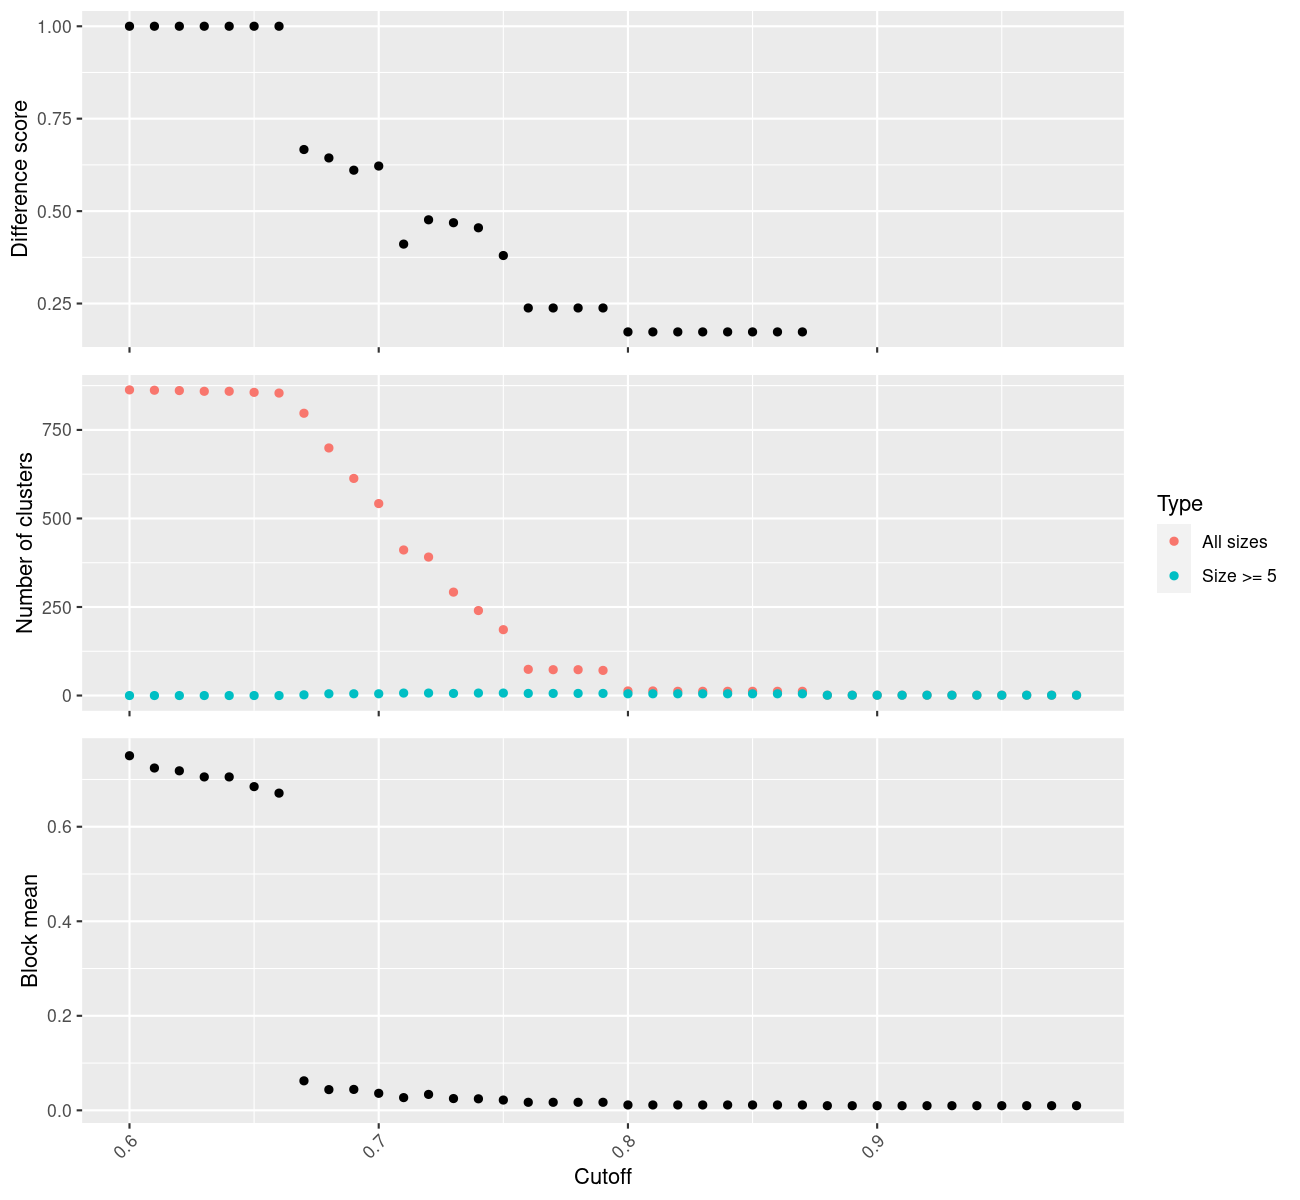 Difference score
1.00
0.75
0.50
0.25
Number of clusters
750
500
250
0
Type
All sizes
Size >= 5
Block mean
0.6
0.4
0.2
0.0
0.6 0.7 0.8 0.9
Cutoff